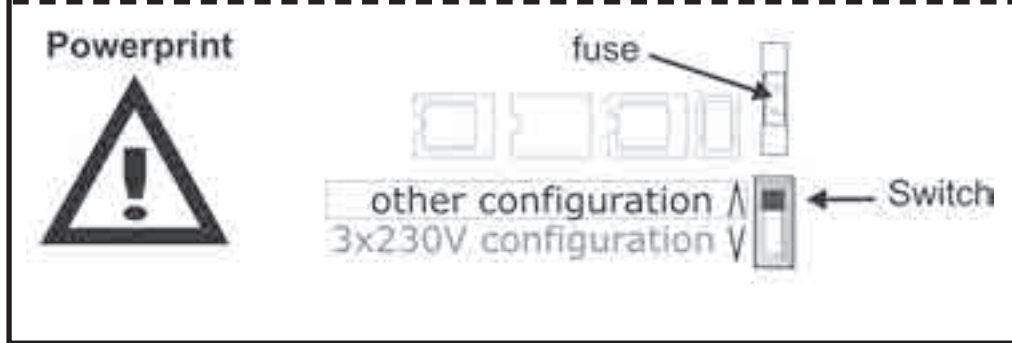 Powerprint
fuse
other configuration Λ
3x230V configuration V
Switch